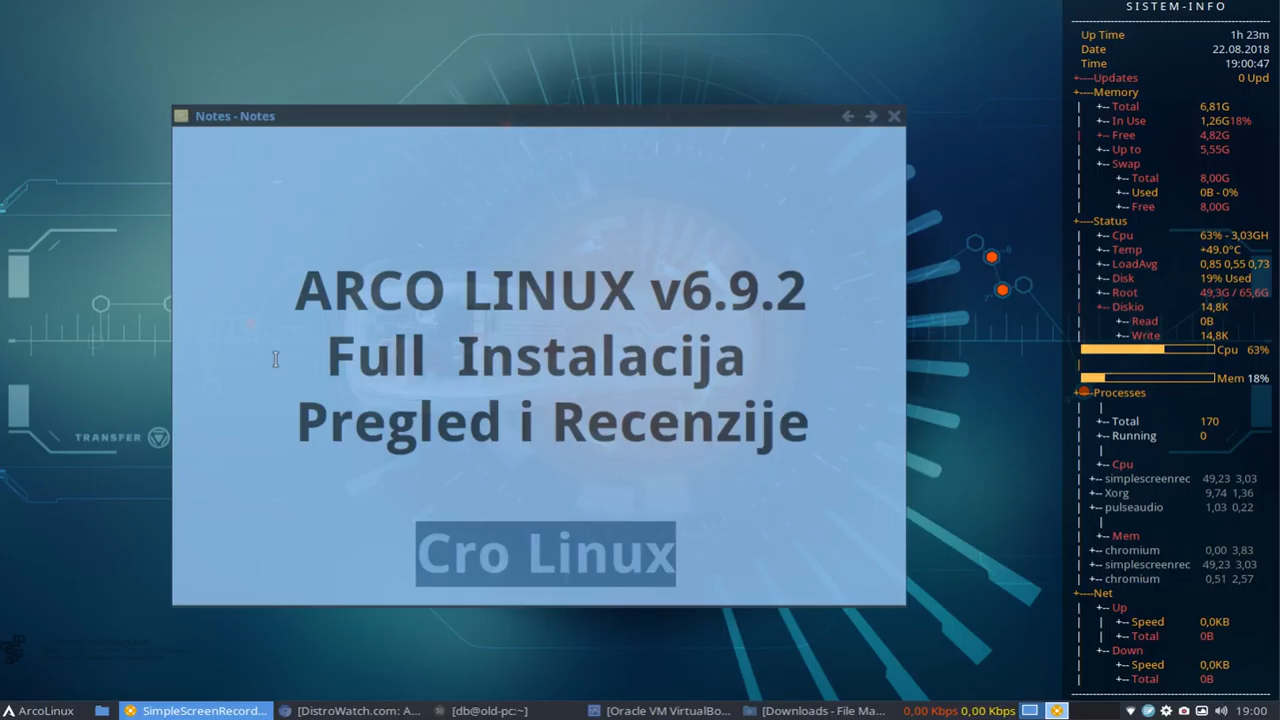 Notes - Notes
ARCO LINUX v6.9.2
Full Instalacija
Pregled i Recenzije
Cro Linux
TRANSFER
SISTEM-INFO
Up Time 1h 23m
Date 22.08.2018
Time 19:00:47
+----Updates 0 Upd
+----Memory
| +-- Total 6,81G
| +-- In Use 1,26G18%
| +-- Free 4,82G
| +-- Up to 5,55G
| +-- Swap
| +-- Total 8,00G
| +-- Used 0B - 0%
| +-- Free 8,00G
+----Status
| +-- Cpu 63% - 3,03GH
| +-- Temp +49.0°C
| +-- LoadAvg 0,85 0,55 0,73
| +-- Disk 19% Used
| +-- Root 49,3G / 65,6G
| +-- Diskio 14,8K
| +-- Read 0B
| +-- Write 14,8K
Cpu 63%
Mem 18%
+----Processes
| +-- Total 170
| +-- Running 0
| +-- Cpu
| +-- simplescreenrec 49,23 3,03
| +-- Xorg 9,74 1,36
| +-- pulseaudio 1,03 0,22
| +-- Mem
| +-- chromium 0,00 3,83
| +-- simplescreenrec 49,23 3,03
| +-- chromium 0,51 2,57
+----Net
| +-- Up
| | +-- Speed 0,0KB
| +-- Total 0B
+-- Down
| +-- Speed 0,0KB
| +-- Total 0B
ArcoLinux SimpleScreenRecord... [DistroWatch.com: A... [db@old-pc:~] [Oracle VM VirtualBo... [Downloads - File Ma... 0,00 Kbps 0,00 Kbps 19:00